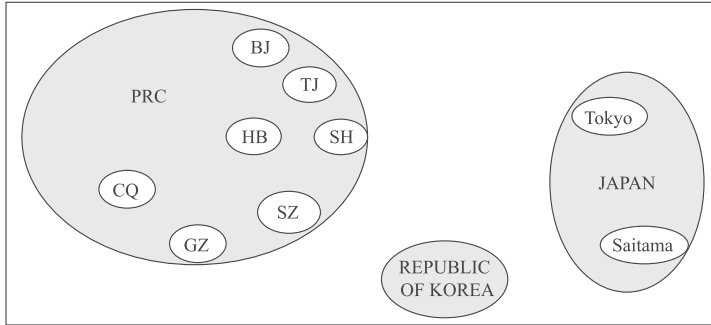 BJ
TJ
PRC
Tokyo
HB
SH
JAPAN
CQ
SZ
GZ
Saitama
REPUBLIC
OF KOREA